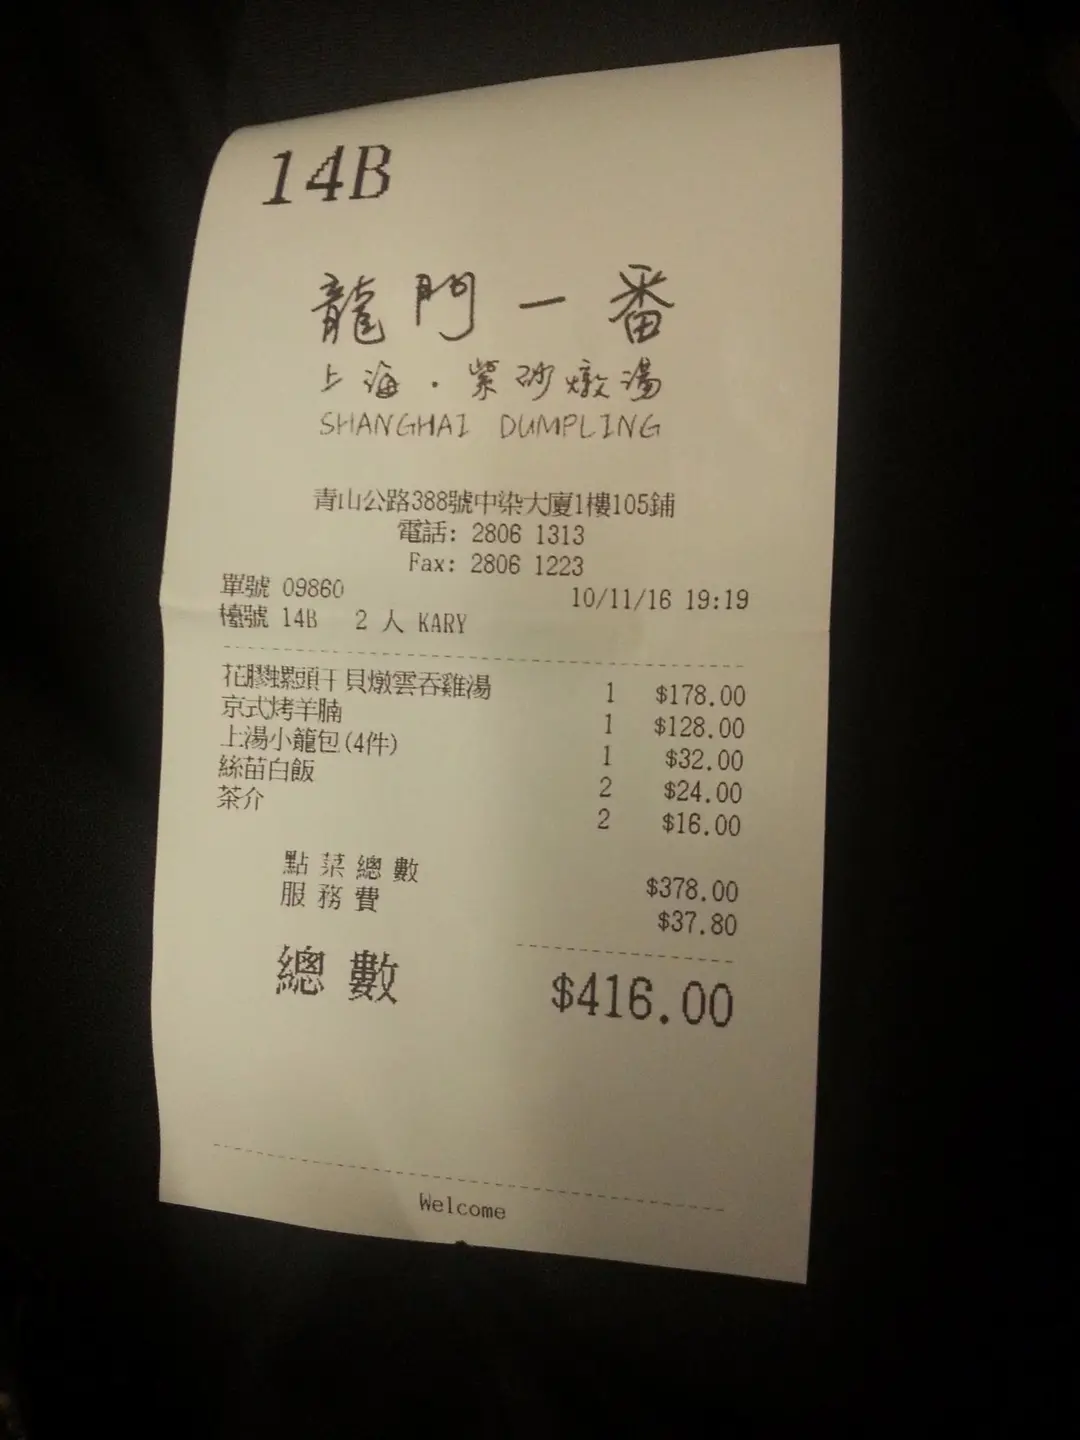 14B
龍門一番
上海．紫砂燉湯
SHANGHAI DUMPLING
青山公路388號中染大廈1樓105鋪
電話: 2806 1313
Fax: 2806 1223
單號 09860 10/11/16 19:19
檯號 14B 2 人 KARY
花膠螺頭干貝燉雲吞雞湯 1 $178.00
京式烤羊腩 1 $128.00
上湯小籠包(4件) 1 $32.00
絲苗白飯 2 $24.00
茶介 2 $16.00
點菜總數 $378.00
服務費 $37.80
總數 $416.00
Welcome